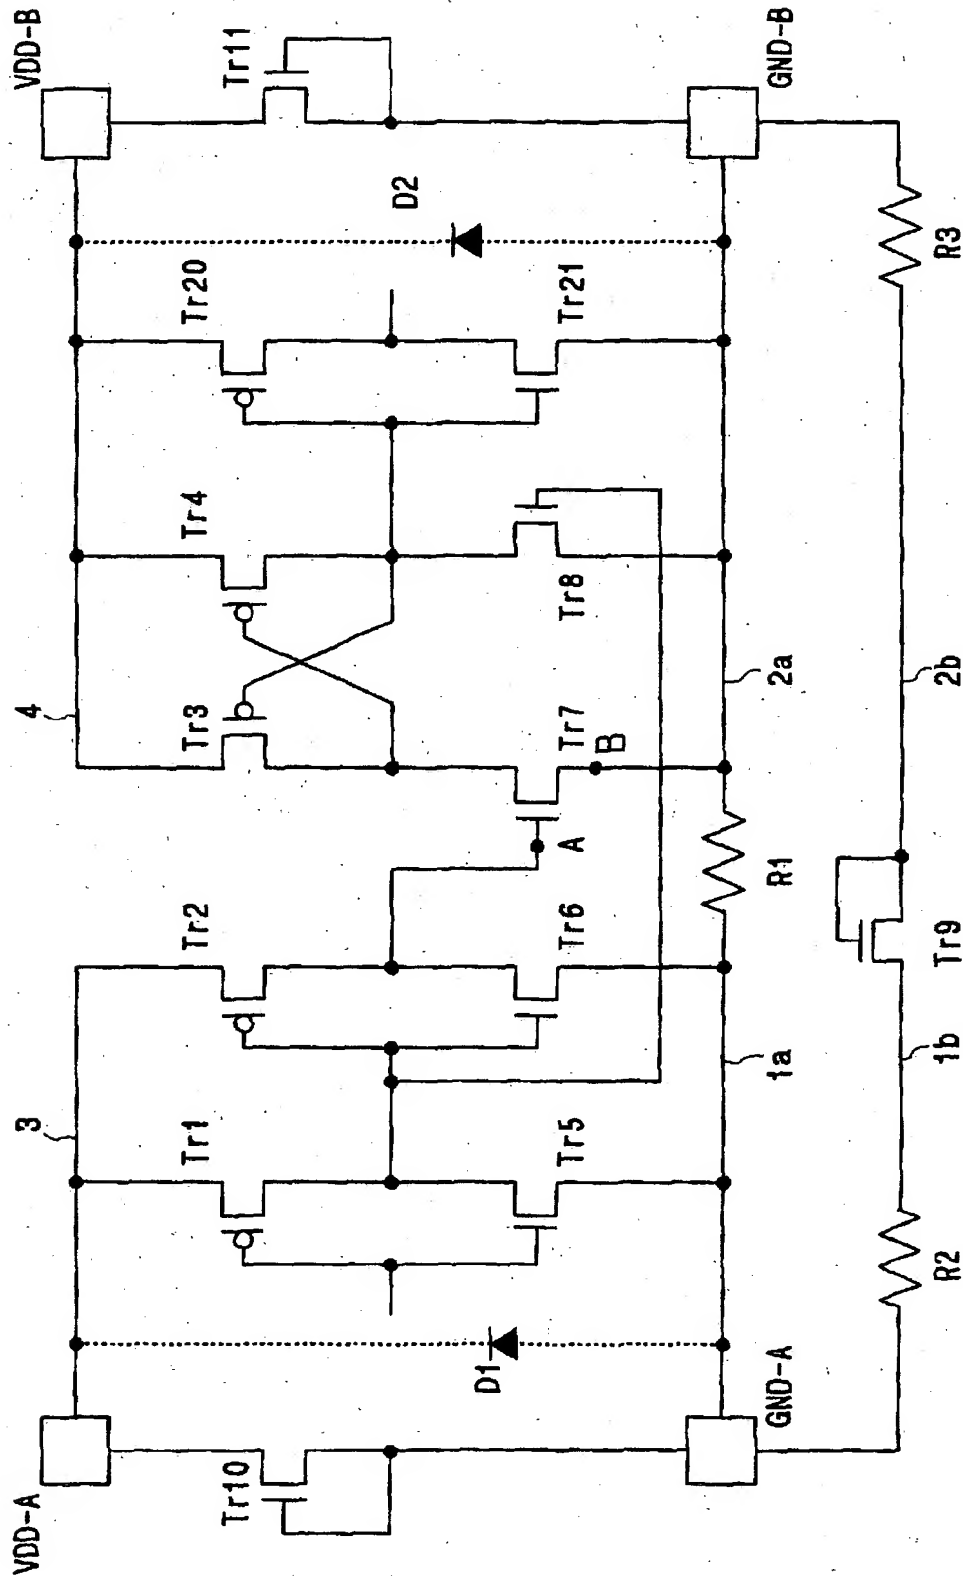 VDD-A
VDD-B
3
4
Tr10
Tr1
Tr2
Tr3
Tr4
Tr20
Tr11
D1
D2
Tr5
Tr6
A
Tr7
B
Tr8
Tr21
GND-A
1a
R1
2a
GND-B
R2
1b
Tr9
2b
R3